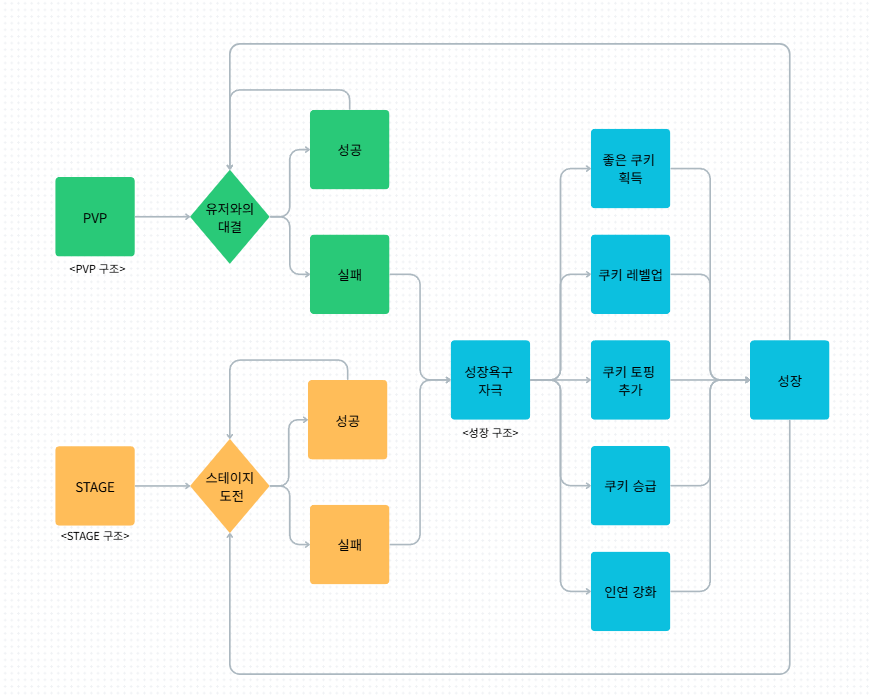 PVP
<PVP 구조>
유저와의
대결
성공
실패
STAGE
<STAGE 구조>
스테이지
도전
성공
실패
성장욕구
자극
<성장 구조>
좋은 쿠키
획득
쿠키 레벨업
쿠키 토핑
추가
쿠키 승급
인연 강화
성장